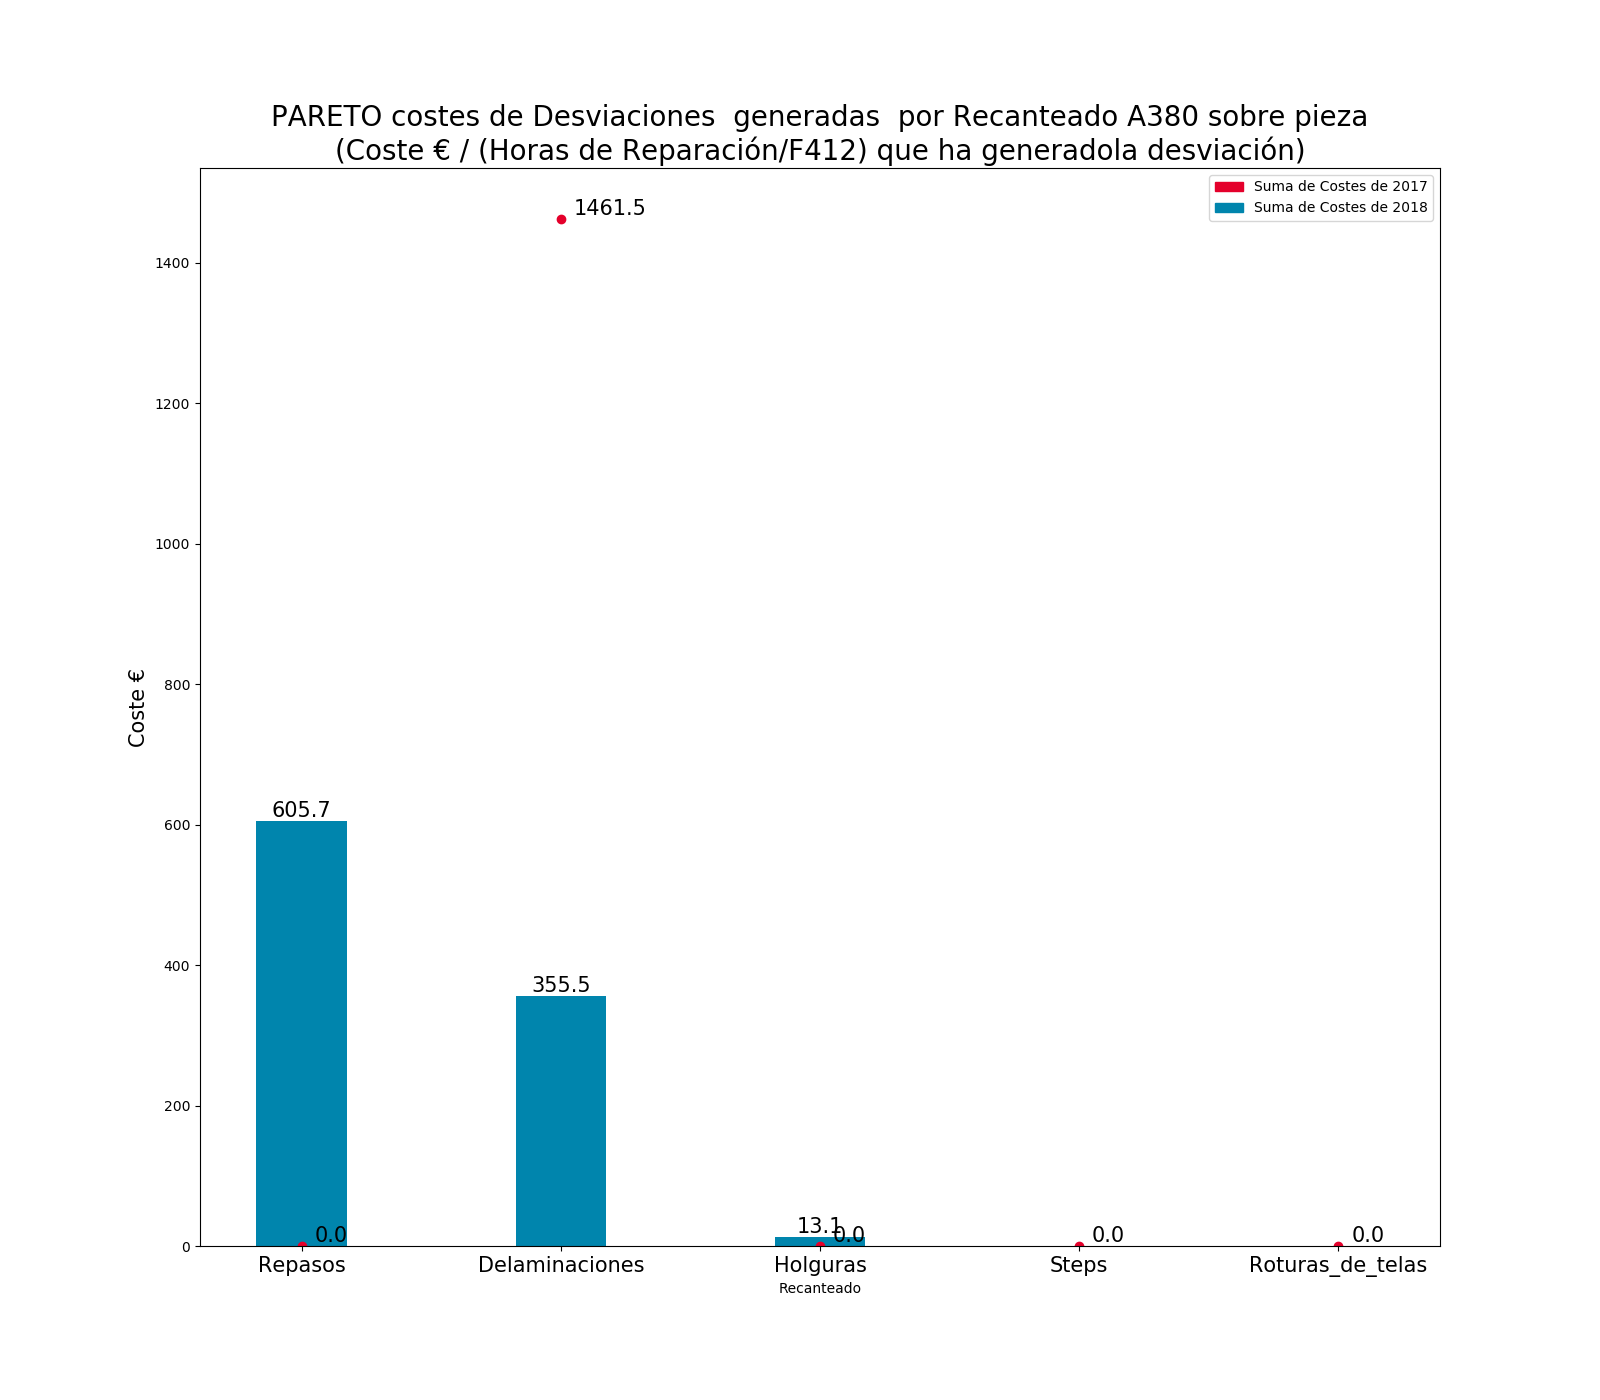 PARETO costes de Desviaciones  generadas  por Recanteado A380 sobre pieza
(Coste € / (Horas de Reparación/F412) que ha generadola desviación)
Suma de Costes de 2017
Suma de Costes de 2018
1461.5
1400
1200
1000
800
600
400
200
0
Coste €
605.7
355.5
13.1
0.0
0.0
0.0
0.0
Repasos
Delaminaciones
Holguras
Steps
Roturas_de_telas
Recanteado